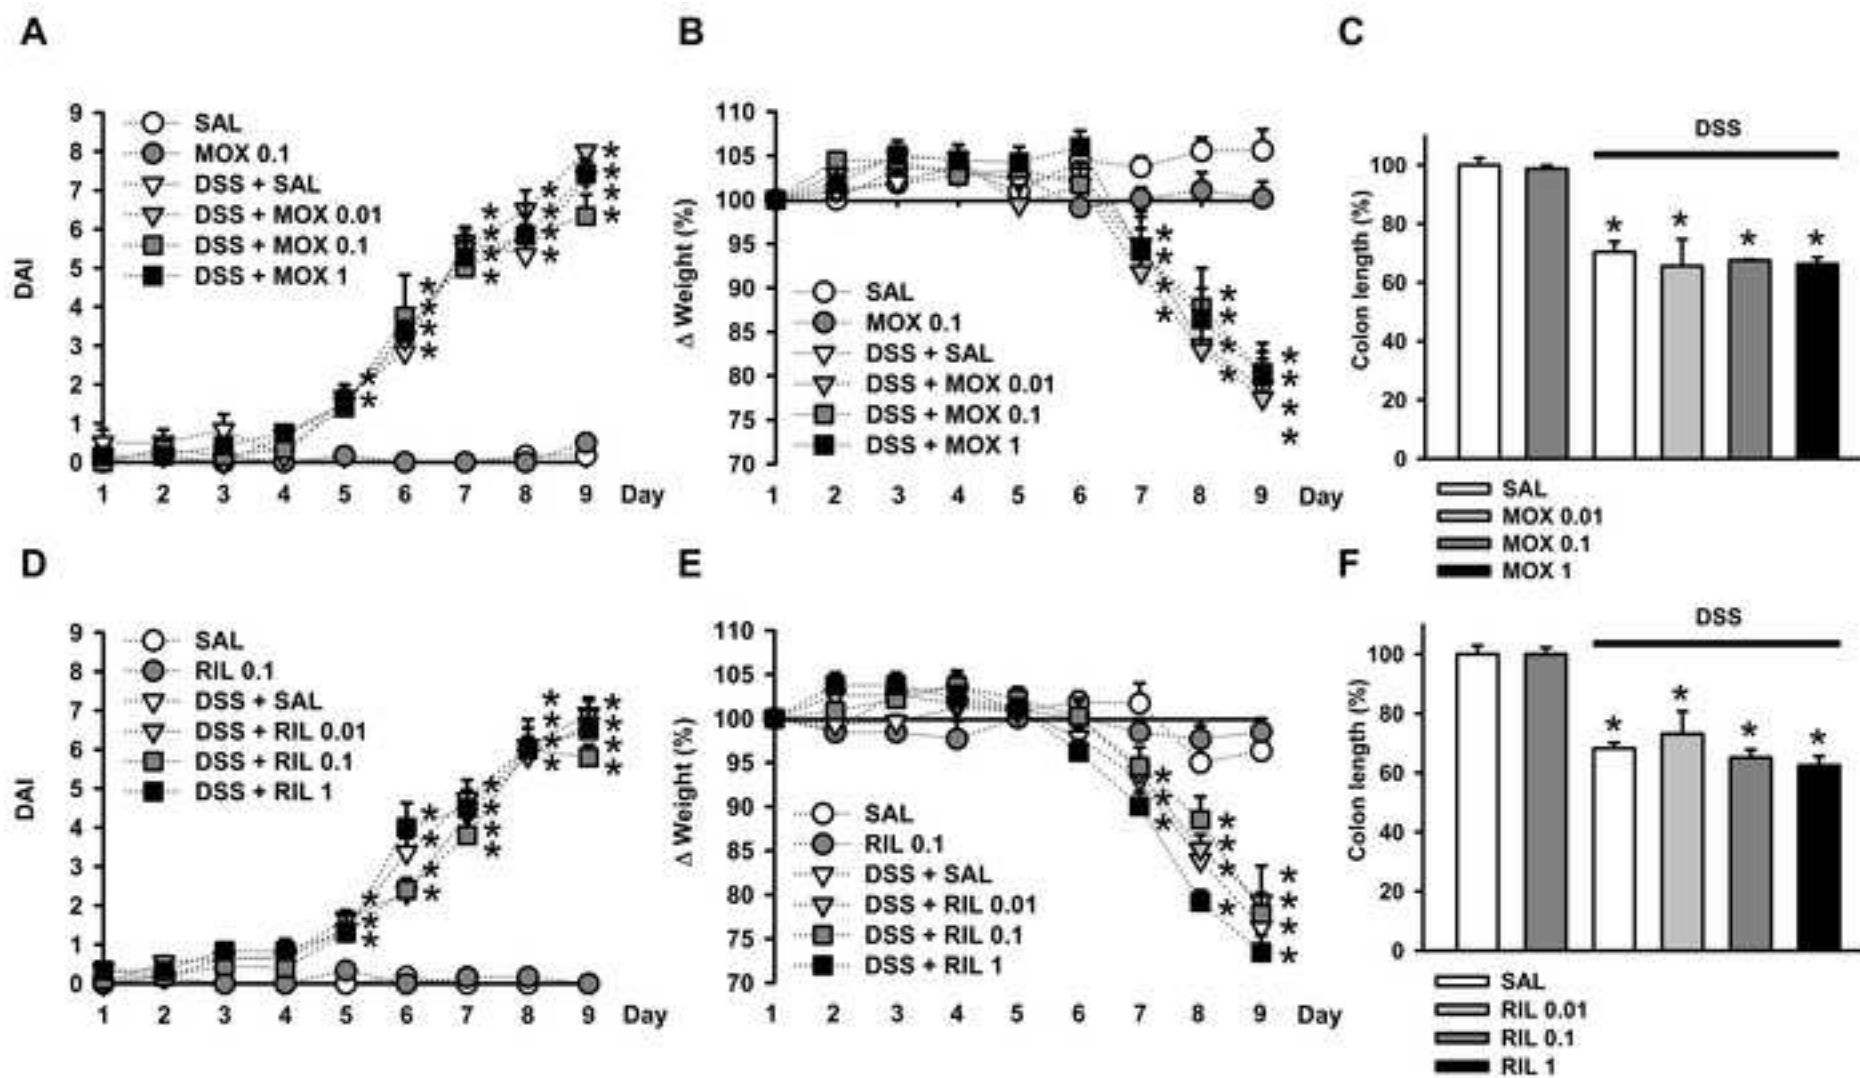 A
DAI
9
8
7
6
5
4
3
2
1
0
SAL
MOX 0.1
DSS + SAL
DSS + MOX 0.01
DSS + MOX 0.1
DSS + MOX 1
* * * * * * * * * * * * * * * * * *
1 2 3 4 5 6 7 8 9 Day
B
Δ Weight (%)
110
105
100
95
90
85
80
75
70
SAL
MOX 0.1
DSS + SAL
DSS + MOX 0.01
DSS + MOX 0.1
DSS + MOX 1
* * * * * * * * * * * *
1 2 3 4 5 6 7 8 9 Day
C
Colon length (%)
100
80
60
40
20
0
DSS
* * * *
SAL
MOX 0.01
MOX 0.1
MOX 1
D
DAI
9
8
7
6
5
4
3
2
1
0
SAL
RIL 0.1
DSS + SAL
DSS + RIL 0.01
DSS + RIL 0.1
DSS + RIL 1
* * * * * * * * * * * * * * * * * * *
1 2 3 4 5 6 7 8 9 Day
E
Δ Weight (%)
110
105
100
95
90
85
80
75
70
SAL
RIL 0.1
DSS + SAL
DSS + RIL 0.01
DSS + RIL 0.1
DSS + RIL 1
* * * * * * * * * * *
1 2 3 4 5 6 7 8 9 Day
F
Colon length (%)
100
80
60
40
20
0
DSS
* * * *
SAL
RIL 0.01
RIL 0.1
RIL 1